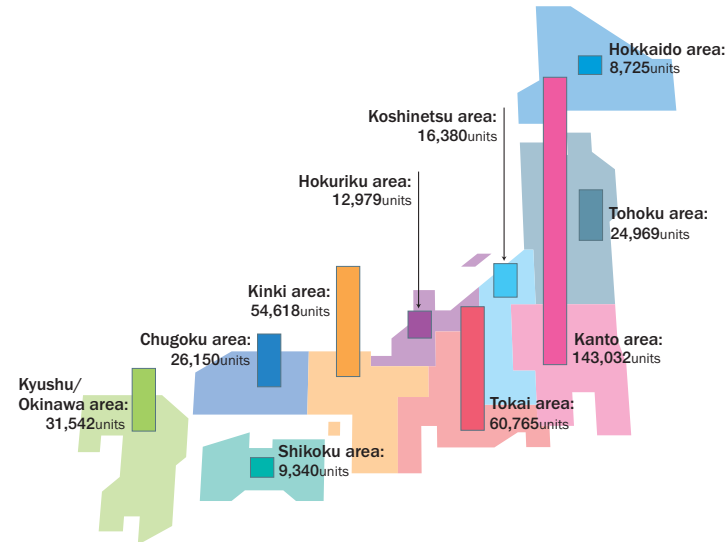 Hokkaido area:
8,725units
Koshinetsu area:
16,380units
Hokuriku area:
12,979units
Tohoku area:
24,969units
Kinki area:
54,618units
Chugoku area:
26,150units
Kanto area:
143,032units
Kyushu/
Okinawa area:
31,542units
Tokai area:
60,765units
Shikoku area:
9,340units